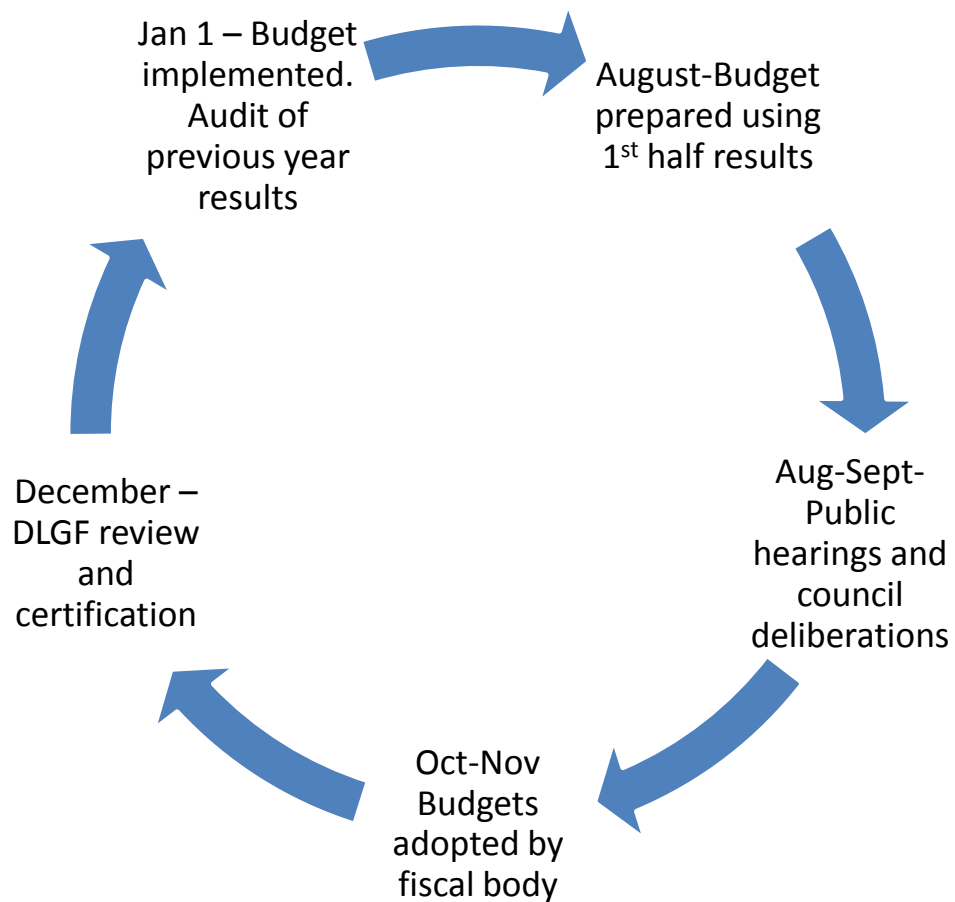 Jan 1 – Budget
implemented.
Audit of
previous year
results
August-Budget
prepared using
1st half results
Aug-Sept-
Public
hearings and
council
deliberations
Oct-Nov
Budgets
adopted by
fiscal body
December –
DLGF review
and
certification